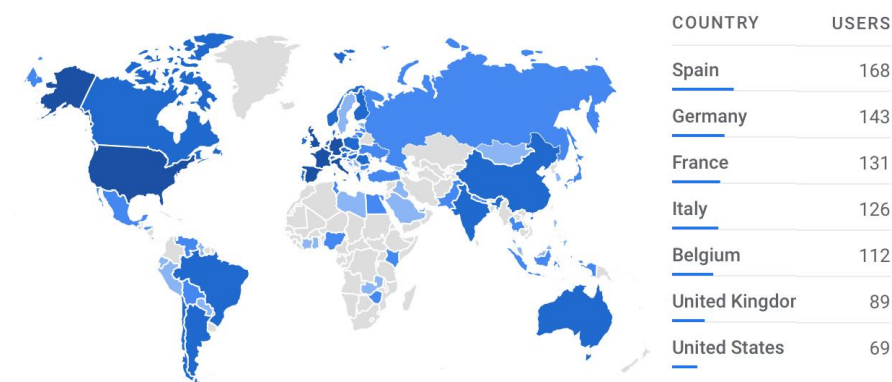 COUNTRY USERS
Spain 168
Germany 143
France 131
Italy 126
Belgium 112
United Kingdor 89
United States 69